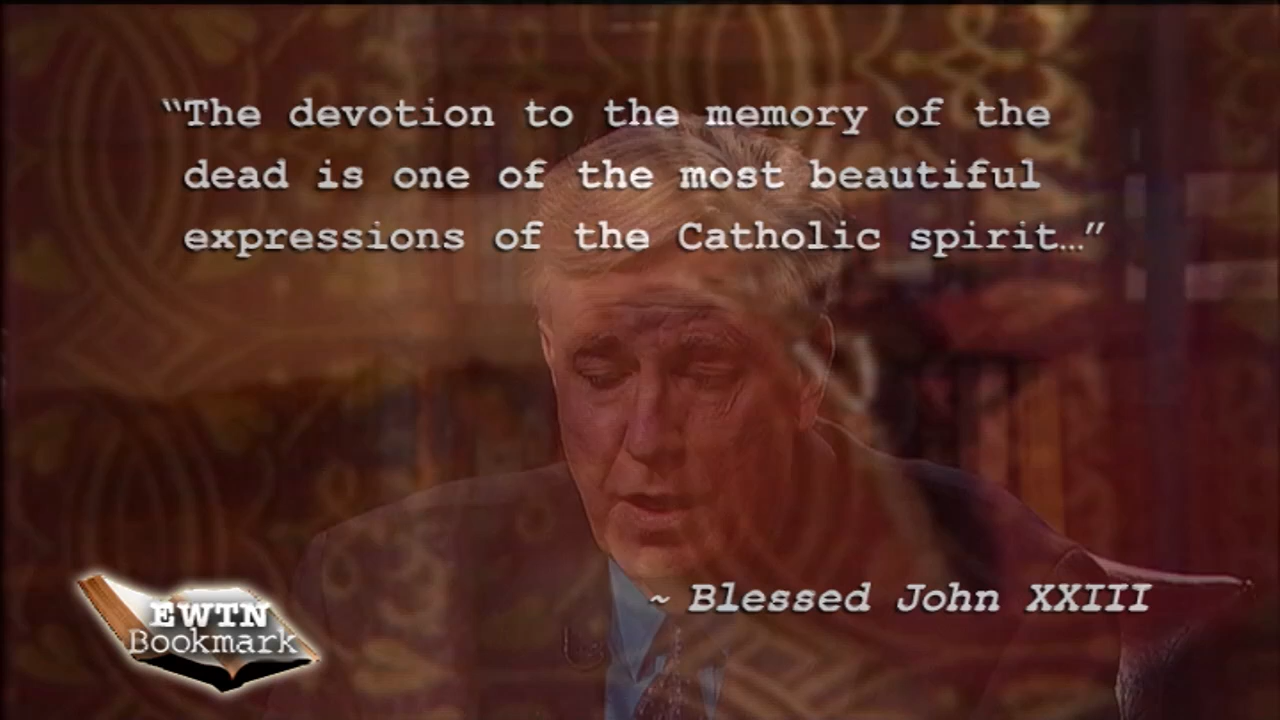 “The devotion to the memory of the
dead is one of the most beautiful
expressions of the Catholic spirit…”
~ Blessed John XXIII
EWTN
Bookmark